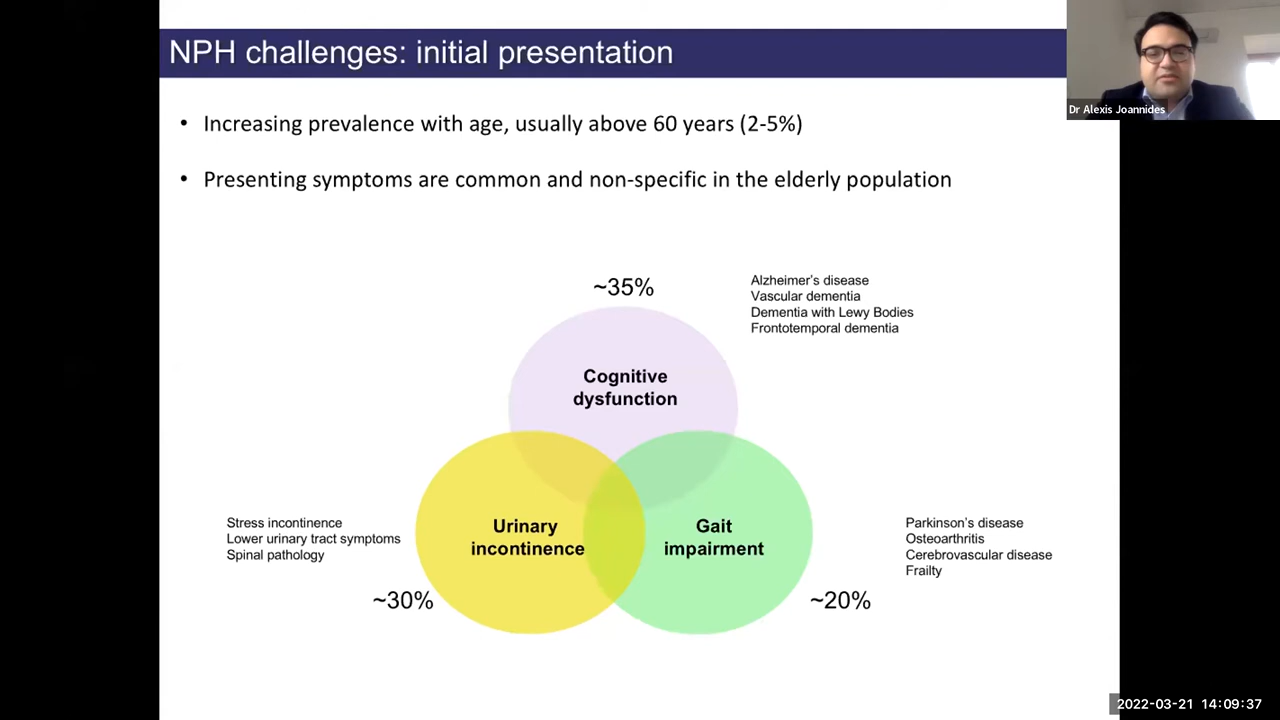 NPH challenges: initial presentation
Dr Alexis Joannides
• Increasing prevalence with age, usually above 60 years (2-5%)
• Presenting symptoms are common and non-specific in the elderly population
~35%
Alzheimer's disease
Vascular dementia
Dementia with Lewy Bodies
Frontotemporal dementia
Cognitive
dysfunction
Stress incontinence
Lower urinary tract symptoms
Spinal pathology
Urinary
incontinence
Gait
impairment
Parkinson's disease
Osteoarthritis
Cerebrovascular disease
Frailty
~30%
~20%
2022-03-21 14:09:37